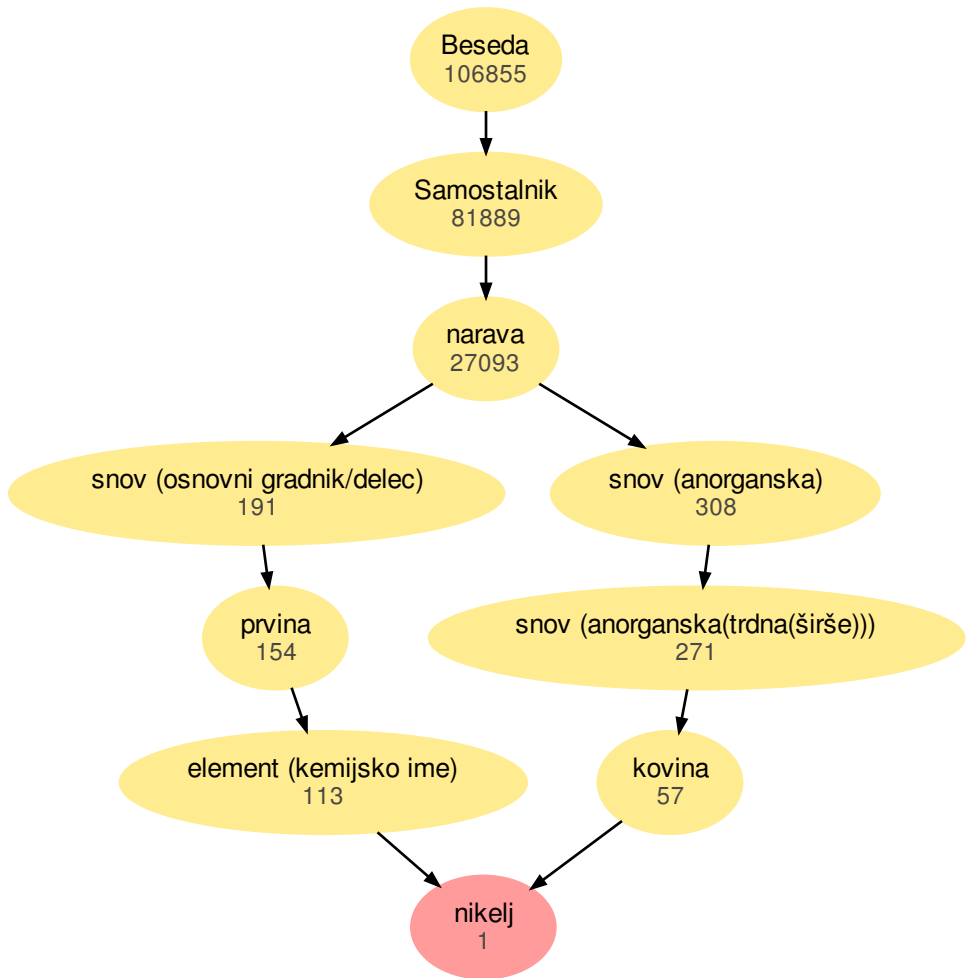 Beseda
106855
Samostalnik
81889
narava
27093
snov (osnovni gradnik/delec)
191
snov (anorganska)
308
prvina
154
snov (anorganska(trdna(širše)))
271
element (kemijsko ime)
113
kovina
57
nikelj
1